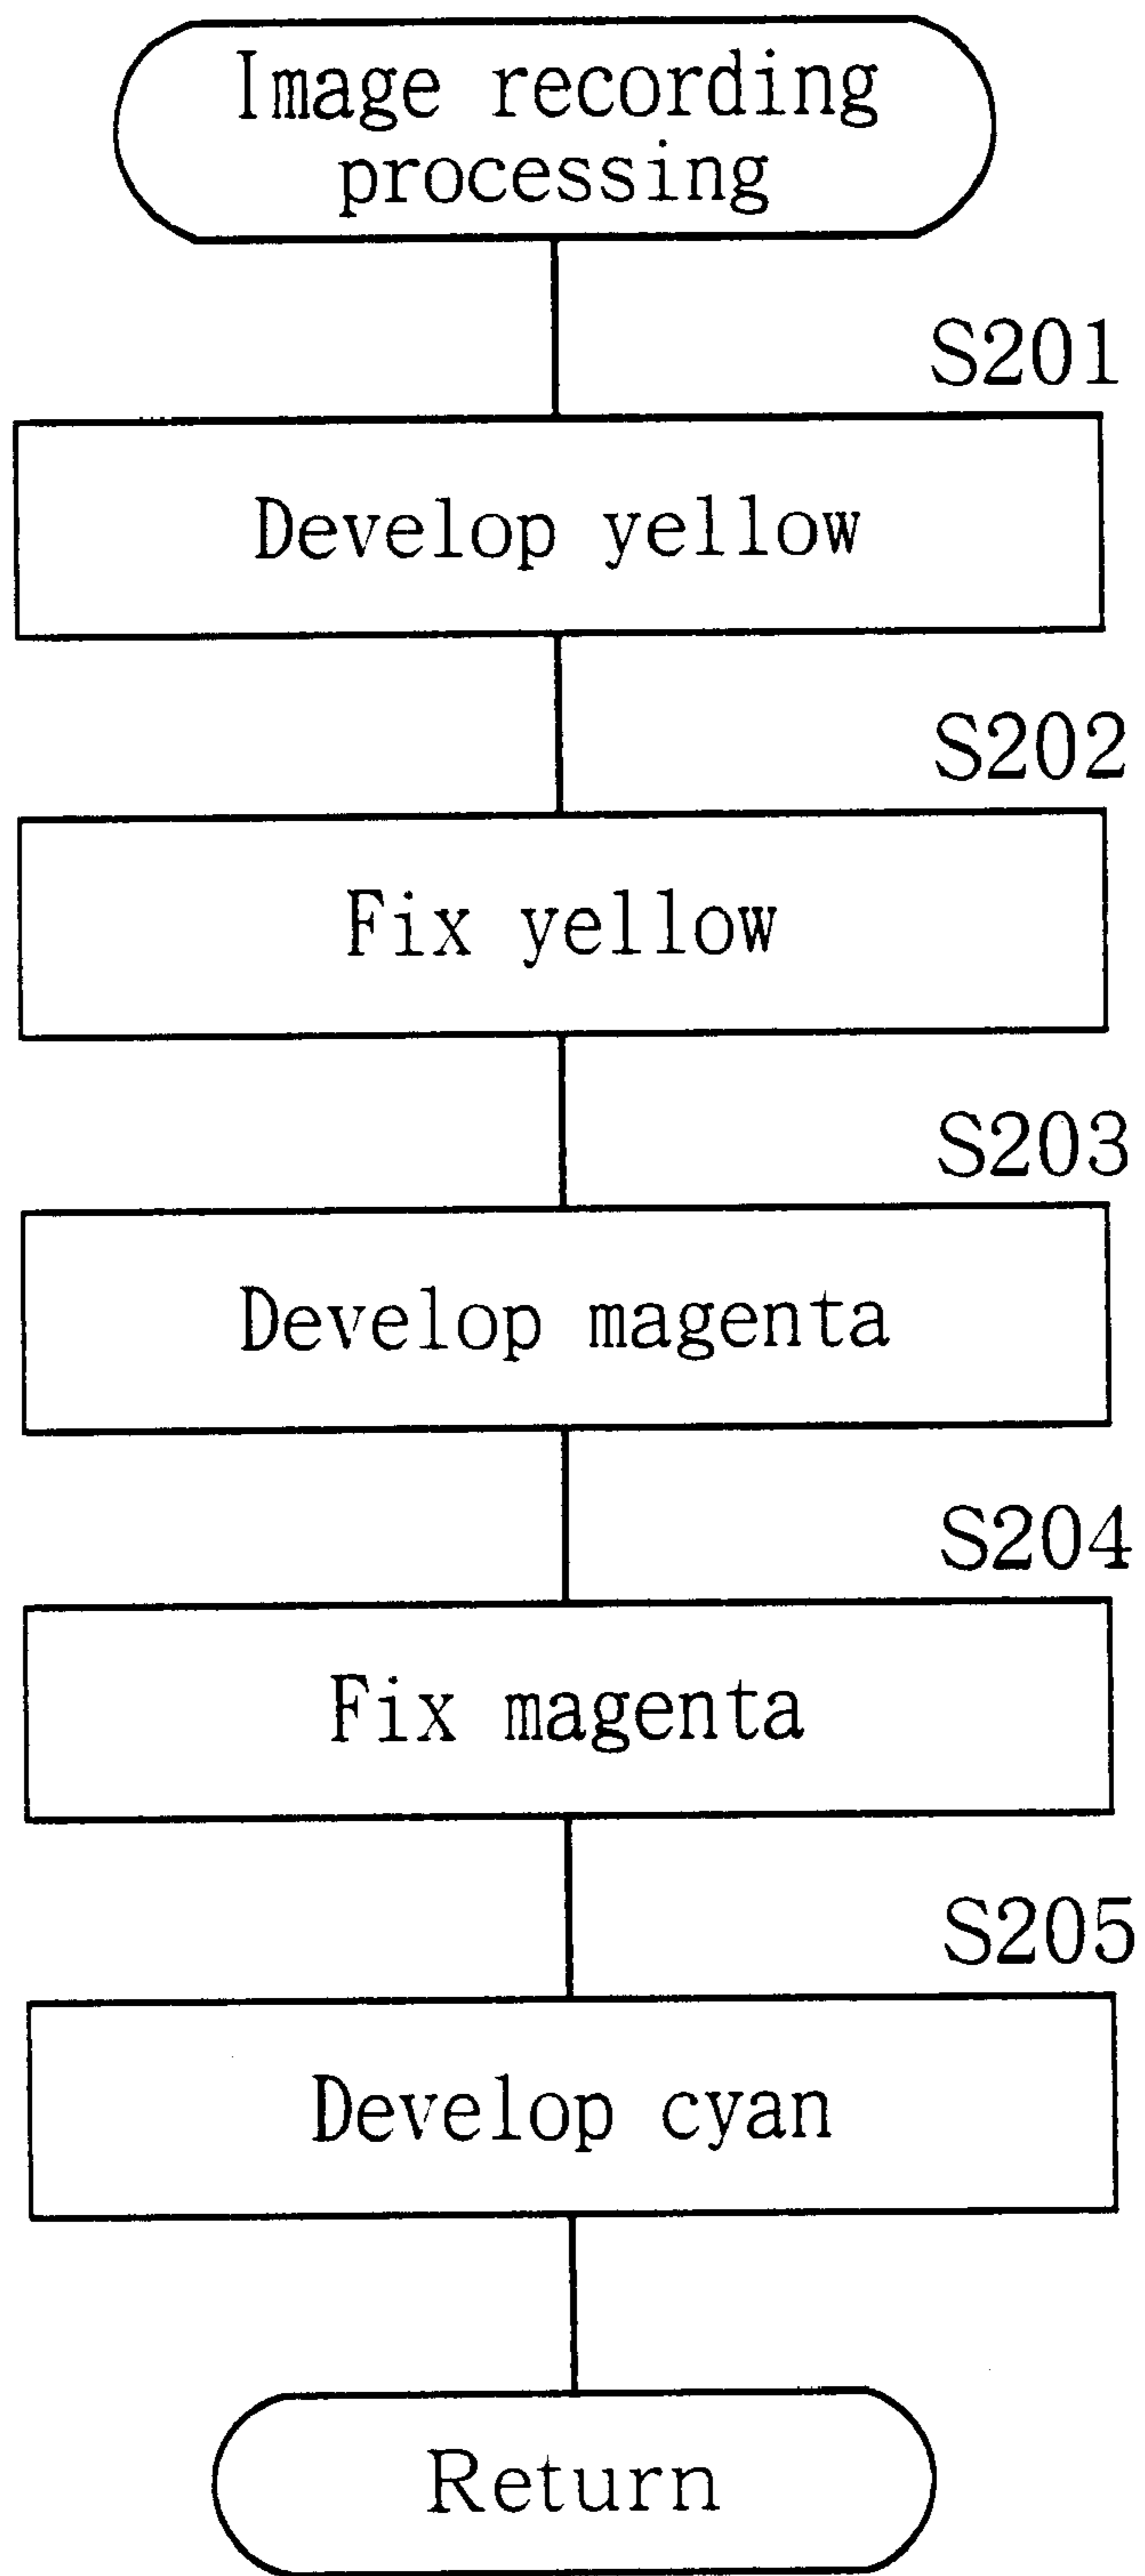 Image recording
processing
S201
Develop yellow
S202
Fix yellow
S203
Develop magenta
S204
Fix magenta
S205
Develop cyan
Return